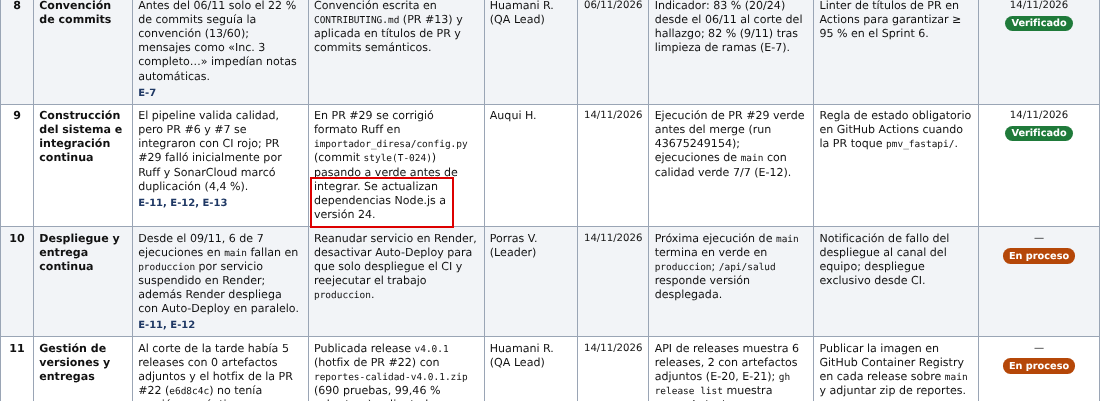 8
Convención
de commits
Antes del 06/11 solo el 22 %
de commits seguía la
convención (13/60);
mensajes como «Inc. 3
completo…» impedían notas
automáticas.
E-7
Convención escrita en
CONTRIBUTING.md (PR #13) y
aplicada en títulos de PR y
commits semánticos.
Huamani R.
(QA Lead)
06/11/2026
Indicador: 83 % (20/24)
desde el 06/11 al corte del
hallazgo; 82 % (9/11) tras
limpieza de ramas (E-7).
Linter de títulos de PR en
Actions para garantizar ≥
95 % en el Sprint 6.
14/11/2026
Verificado
9
Construcción
del sistema e
integración
continua
El pipeline valida calidad,
pero PR #6 y #7 se
integraron con CI rojo; PR
#29 falló inicialmente por
Ruff y SonarCloud marcó
duplicación (4,4 %).
E-11, E-12, E-13
En PR #29 se corrigió
formato Ruff en
importador_diresa/config.py
(commit style(T-024))
pasando a verde antes de
integrar. Se actualizan
dependencias Node.js a
versión 24.
Auqui H.
14/11/2026
Ejecución de PR #29 verde
antes del merge (run
43675249154);
ejecuciones de main con
calidad verde 7/7 (E-12).
Regla de estado obligatorio
en GitHub Actions cuando
la PR toque pmv_fastapi/.
14/11/2026
Verificado
10
Despliegue y
entrega
continua
Desde el 09/11, 6 de 7
ejecuciones en main fallan en
produccion por servicio
suspendido en Render;
además Render despliega
con Auto-Deploy en paralelo.
E-11, E-12
Reanudar servicio en Render,
desactivar Auto-Deploy para
que solo despliegue el CI y
reejecutar el trabajo
produccion.
Porras V.
(Leader)
14/11/2026
Próxima ejecución de main
termina en verde en
produccion; /api/salud
responde versión
desplegada.
Notificación de fallo del
despliegue al canal del
equipo; despliegue
exclusivo desde CI.
—
En proceso
11
Gestión de
versiones y
entregas
Al corte de la tarde había 5
releases con 0 artefactos
adjuntos y el hotfix de la PR
#22 (e6d8c4c) no tenía
Publicada release v4.0.1
(hotfix de PR #22) con
reportes-calidad-v4.0.1.zip
(690 pruebas, 99,46 %
Huamani R.
(QA Lead)
14/11/2026
API de releases muestra 6
releases, 2 con artefactos
adjuntos (E-20, E-21); gh
release list muestra
Publicar la imagen en
GitHub Container Registry
en cada release sobre main
y adjuntar zip de reportes.
—
En proceso